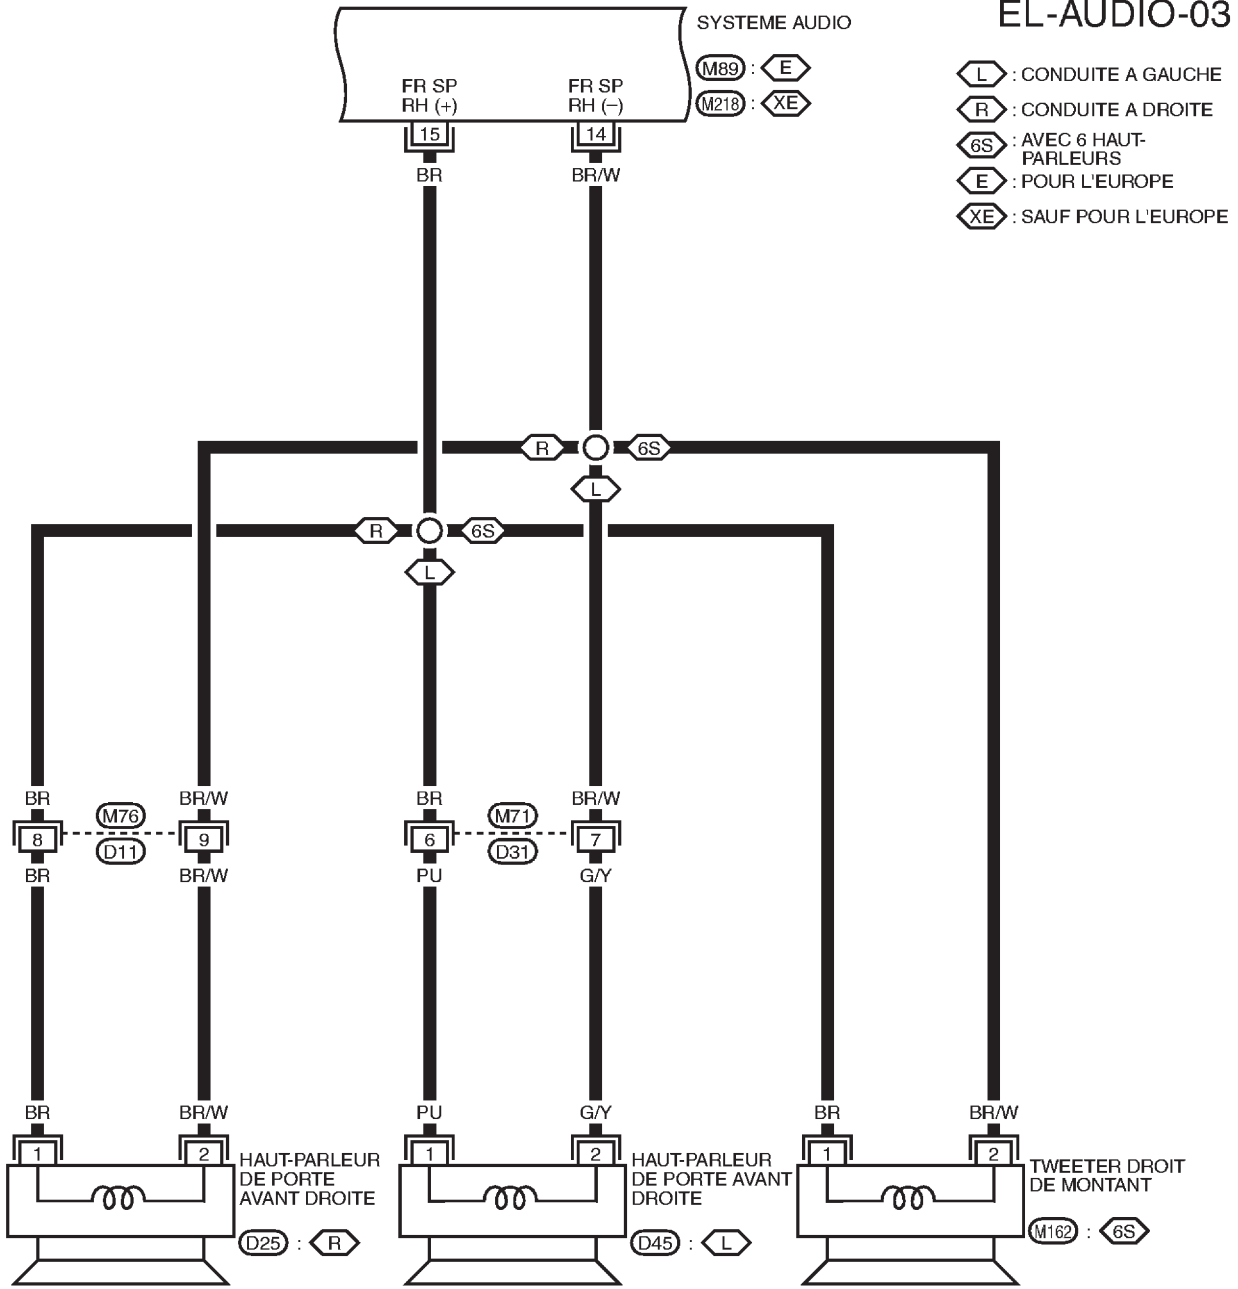 EL-AUDIO-03
SYSTEME AUDIO
M89 : E
M218 : XE
L : CONDUITE A GAUCHE
R : CONDUITE A DROITE
6S : AVEC 6 HAUT-
PARLEURS
E : POUR L'EUROPE
XE : SAUF POUR L'EUROPE
FR SP
RH (+)
FR SP
RH (–)
15
14
BR
BR/W
R
6S
L
R
6S
L
BR
BR/W
BR
BR/W
M76
M71
8
9
6
7
D11
D31
BR
BR/W
PU
G/Y
BR
BR/W
PU
G/Y
BR
BR/W
1
2
1
2
1
2
HAUT-PARLEUR
DE PORTE
AVANT DROITE
D25 : R
HAUT-PARLEUR
DE PORTE AVANT
DROITE
D45 : L
TWEETER DROIT
DE MONTANT
M162 : 6S